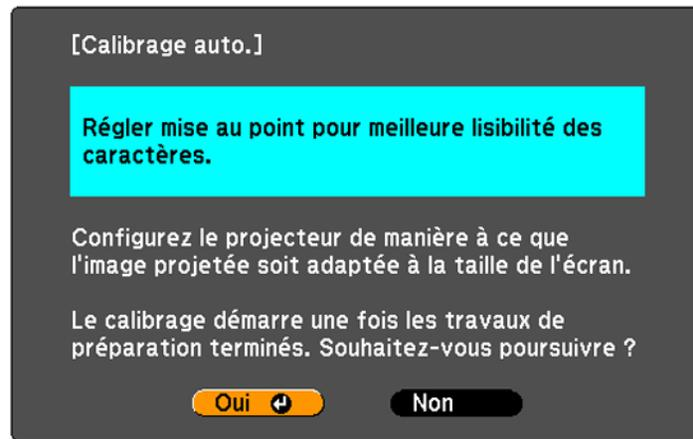 [Calibrage auto.]
Régler mise au point pour meilleure lisibilité des
caractères.
Configurez le projecteur de manière à ce que
l'image projetée soit adaptée à la taille de l'écran.
Le calibrage démarre une fois les travaux de
préparation terminés. Souhaitez-vous poursuivre ?
Oui Non